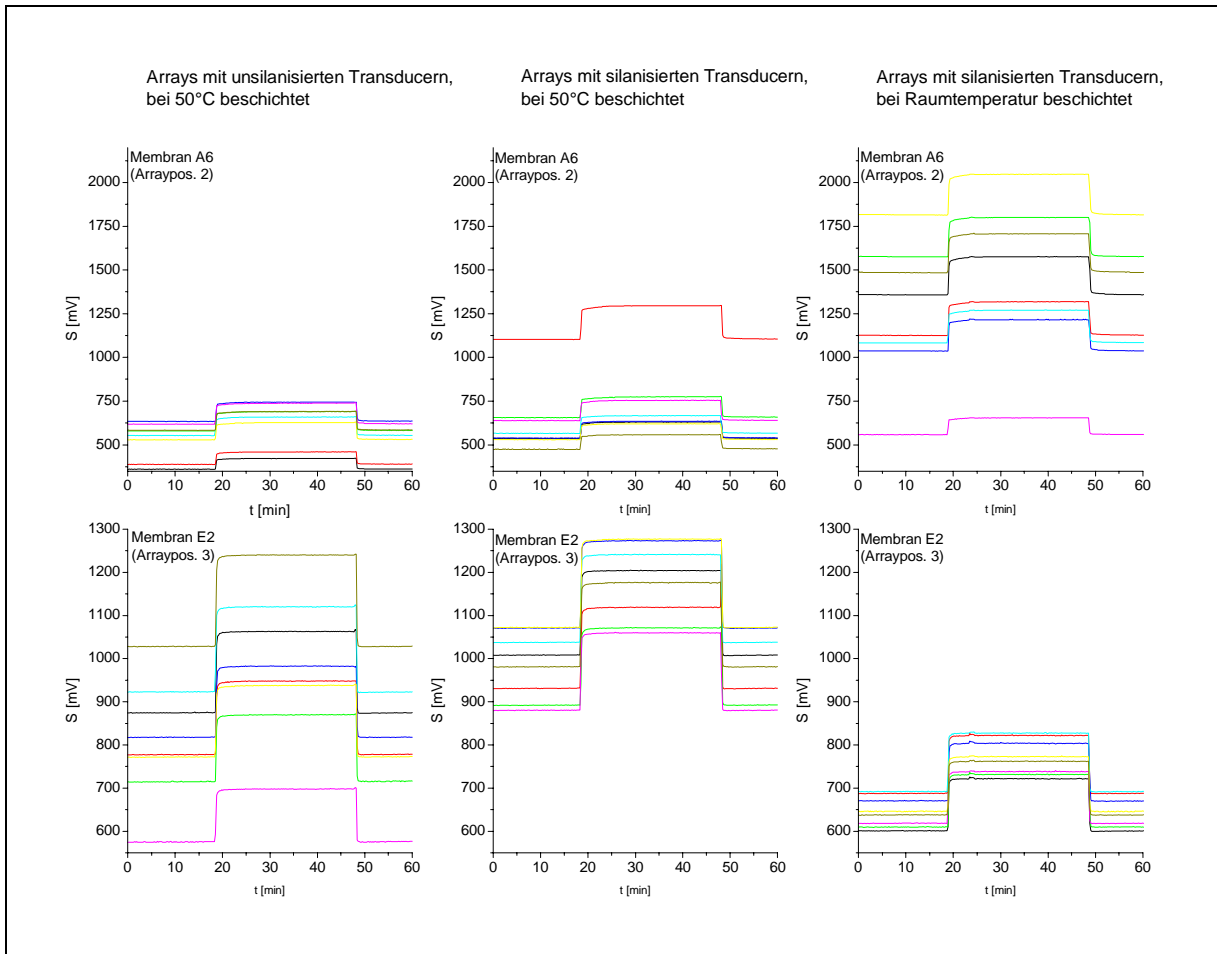 Arrays mit unsilanisierten Transducern,
bei 50°C beschichtet
Arrays mit silanisierten Transducern,
bei 50°C beschichtet
Arrays mit silanisierten Transducern,
bei Raumtemperatur beschichtet
Membran A6
(Arraypos. 2)
2000
1750
1500
1250
1000
750
500
S [mV]
0 10 20 30 40 50 60
t [min]
Membran A6
(Arraypos. 2)
2000
1750
1500
1250
1000
750
500
S [mV]
0 10 20 30 40 50 60
t [min]
Membran A6
(Arraypos. 2)
2000
1750
1500
1250
1000
750
500
S [mV]
0 10 20 30 40 50 60
t [min]
Membran E2
(Arraypos. 3)
1300
1200
1100
1000
900
800
700
600
S [mV]
0 10 20 30 40 50 60
t [min]
Membran E2
(Arraypos. 3)
1300
1200
1100
1000
900
800
700
600
S [mV]
0 10 20 30 40 50 60
t [min]
Membran E2
(Arraypos. 3)
1300
1200
1100
1000
900
800
700
600
S [mV]
0 10 20 30 40 50 60
t [min]